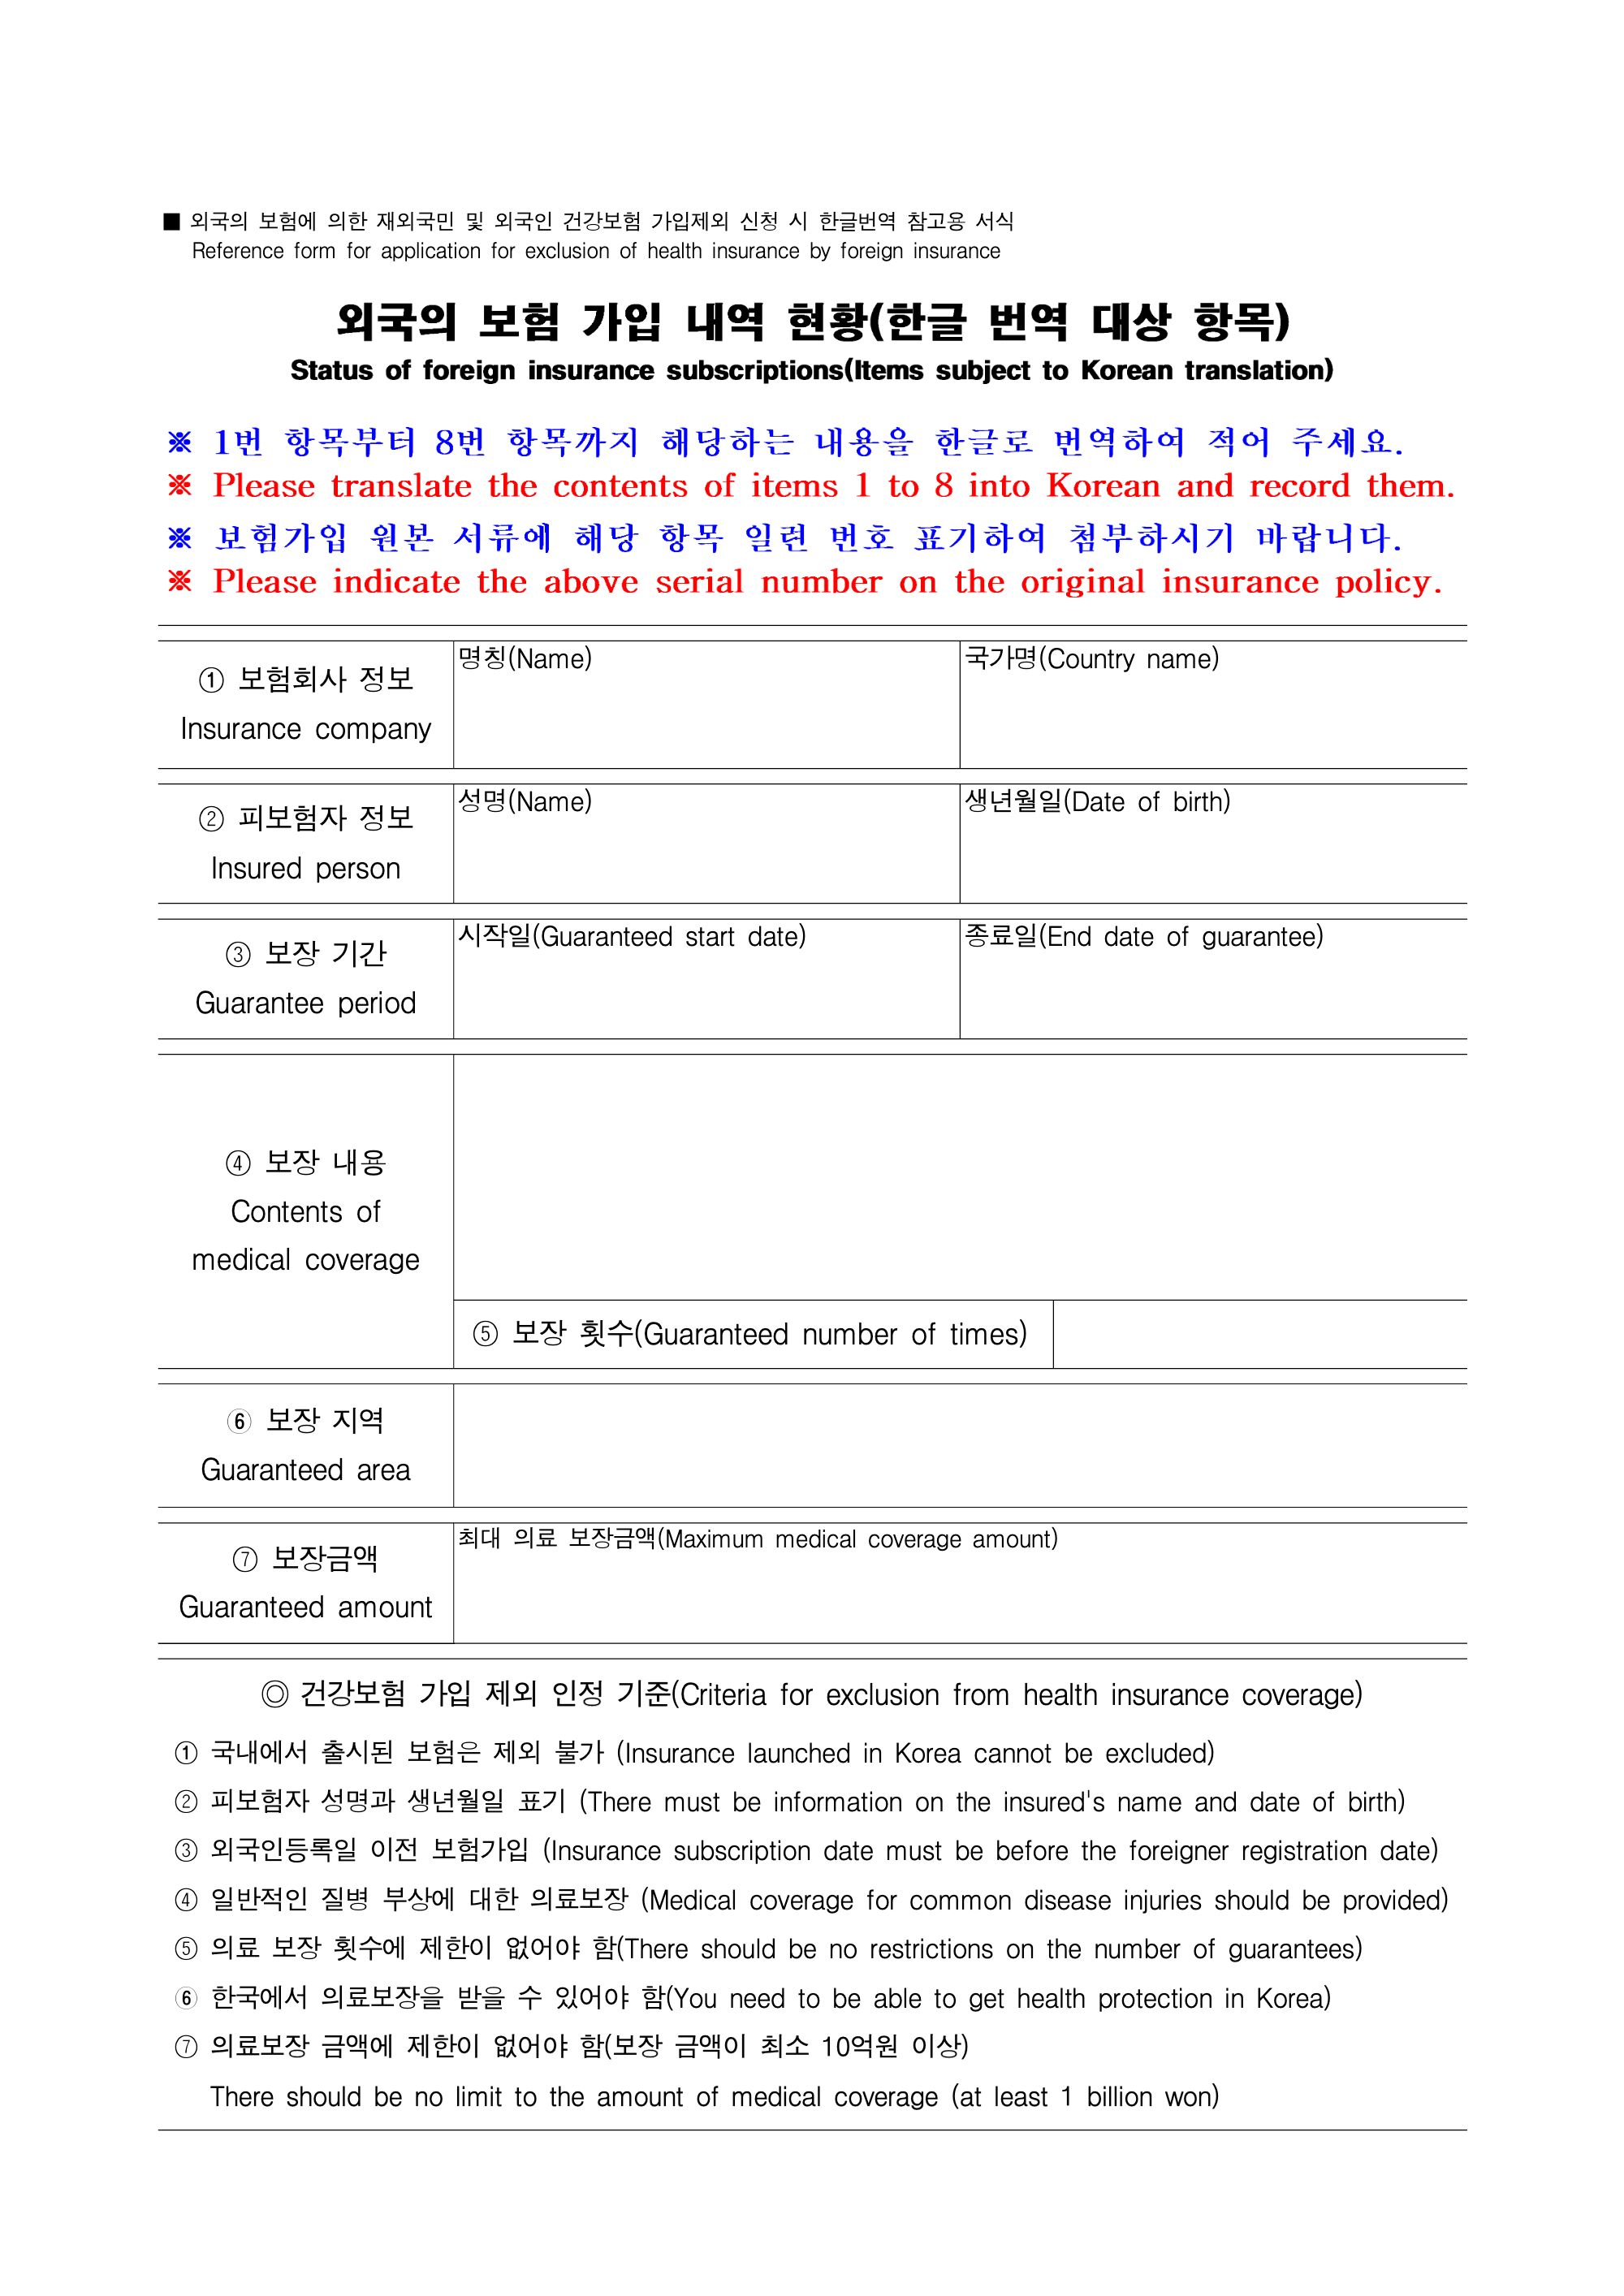 ■ 외국의 보험에 의한 재외국민 및 외국인 건강보험 가입제외 신청 시 한글번역 참고용 서식
Reference form for application for exclusion of health insurance by foreign insurance
외국의 보험 가입 내역 현황(한글 번역 대상 항목)
Status of foreign insurance subscriptions(Items subject to Korean translation)
※ 1번 항목부터 8번 항목까지 해당하는 내용을 한글로 번역하여 적어 주세요.
※ Please translate the contents of items 1 to 8 into Korean and record them.
※ 보험가입 원본 서류에 해당 항목 일련 번호 표기하여 첨부하시기 바랍니다.
※ Please indicate the above serial number on the original insurance policy.
① 보험회사 정보
Insurance company
명칭(Name)
국가명(Country name)
② 피보험자 정보
Insured person
성명(Name)
생년월일(Date of birth)
③ 보장 기간
Guarantee period
시작일(Guaranteed start date)
종료일(End date of guarantee)
④ 보장 내용
Contents of
medical coverage
⑤ 보장 횟수(Guaranteed number of times)
⑥ 보장 지역
Guaranteed area
⑦ 보장금액
Guaranteed amount
최대 의료 보장금액(Maximum medical coverage amount)
◎ 건강보험 가입 제외 인정 기준(Criteria for exclusion from health insurance coverage)
① 국내에서 출시된 보험은 제외 불가 (Insurance launched in Korea cannot be excluded)
② 피보험자 성명과 생년월일 표기 (There must be information on the insured's name and date of birth)
③ 외국인등록일 이전 보험가입 (Insurance subscription date must be before the foreigner registration date)
④ 일반적인 질병 부상에 대한 의료보장 (Medical coverage for common disease injuries should be provided)
⑤ 의료 보장 횟수에 제한이 없어야 함(There should be no restrictions on the number of guarantees)
⑥ 한국에서 의료보장을 받을 수 있어야 함(You need to be able to get health protection in Korea)
⑦ 의료보장 금액에 제한이 없어야 함(보장 금액이 최소 10억원 이상)
There should be no limit to the amount of medical coverage (at least 1 billion won)